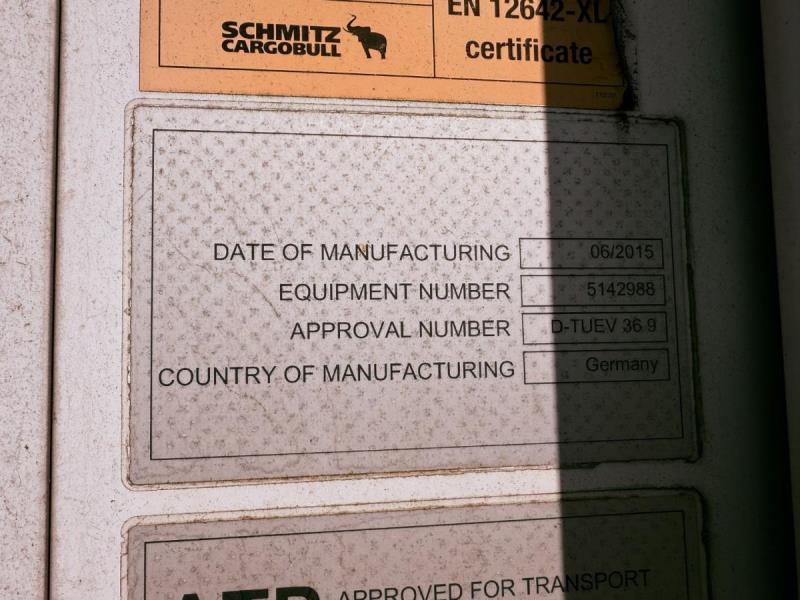 SCHMITZ
CARGOBULL
EN 12642-XL
certificate
DATE OF MANUFACTURING 06/2015
EQUIPMENT NUMBER 5142988
APPROVAL NUMBER D-TUEV 36.9
COUNTRY OF MANUFACTURING Germany
APPROVED FOR TRANSPORT